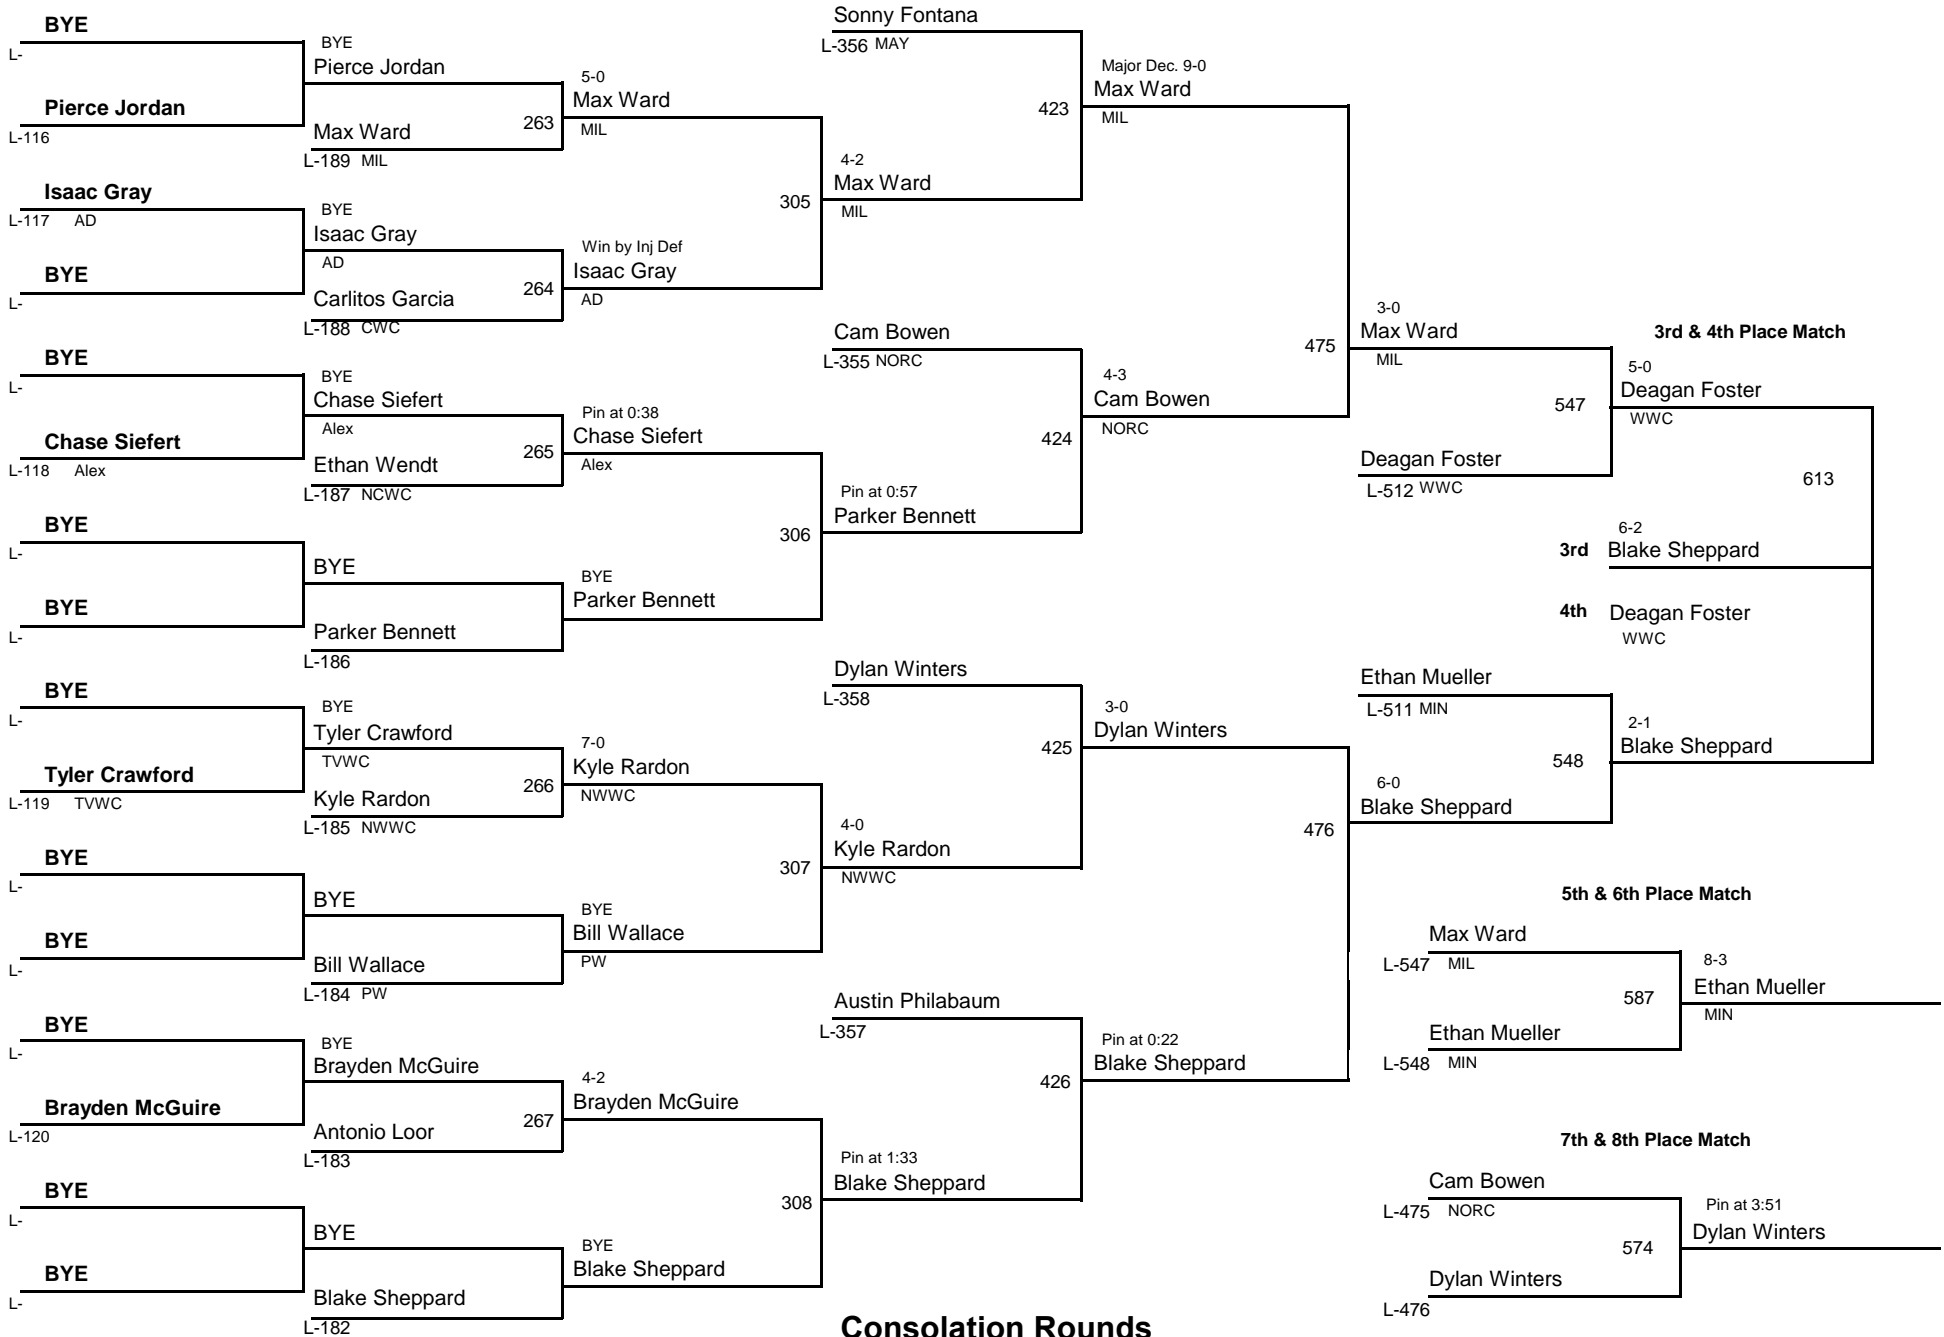 BYE
L-
Pierce Jordan
L-116
Isaac Gray
L-117 AD
BYE
L-
BYE
L-
Chase Siefert
L-118 Alex
BYE
L-
BYE
L-
BYE
L-
Tyler Crawford
L-119 TVWC
BYE
L-
BYE
L-
BYE
L-
Brayden McGuire
L-120
BYE
L-
BYE
L-
BYE
Pierce Jordan
Max Ward
L-189 MIL
263
BYE
Isaac Gray
AD
Carlitos Garcia
L-188 CWC
264
BYE
Chase Siefert
Alex
Ethan Wendt
L-187 NCWC
265
BYE
Parker Bennett
L-186
BYE
Tyler Crawford
TVWC
Kyle Rardon
L-185 NWWC
266
BYE
Bill Wallace
L-184 PW
BYE
Brayden McGuire
Antonio Loor
L-183
267
BYE
Blake Sheppard
L-182
5-0
Max Ward
MIL
305
Win by Inj Def
Isaac Gray
AD
Pin at 0:38
Chase Siefert
Alex
306
BYE
Parker Bennett
7-0
Kyle Rardon
NWWC
307
BYE
Bill Wallace
PW
4-2
Brayden McGuire
308
BYE
Blake Sheppard
Sonny Fontana
L-356 MAY
423
4-2
Max Ward
MIL
Cam Bowen
L-355 NORC
424
Pin at 0:57
Parker Bennett
Dylan Winters
L-358
425
4-0
Kyle Rardon
NWWC
Austin Philabaum
L-357
426
Pin at 1:33
Blake Sheppard
Major Dec. 9-0
Max Ward
MIL
475
4-3
Cam Bowen
NORC
3-0
Dylan Winters
476
Pin at 0:22
Blake Sheppard
3-0
Max Ward
MIL
547
Deagan Foster
L-512 WWC
3rd & 4th Place Match
5-0
Deagan Foster
WWC
613
6-2
3rd Blake Sheppard
4th Deagan Foster
WWC
Ethan Mueller
L-511 MIN
548
6-0
Blake Sheppard
2-1
Blake Sheppard
5th & 6th Place Match
Max Ward
L-547 MIL
587
Ethan Mueller
L-548 MIN
8-3
Ethan Mueller
MIN
7th & 8th Place Match
Cam Bowen
L-475 NORC
574
Dylan Winters
L-476
Pin at 3:51
Dylan Winters
Consolation Rounds